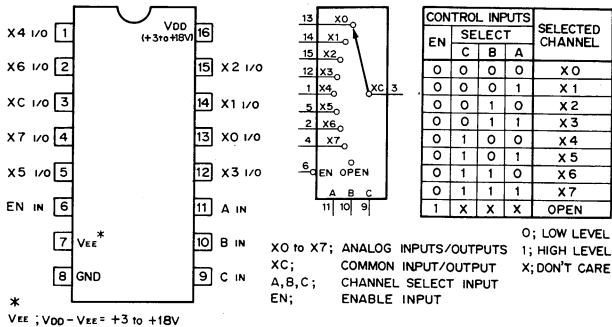 X4 I/O 1 VDD (+3to+18V) 16
X6 I/O 2 15 X2 I/O
XC I/O 3 14 X1 I/O
X7 I/O 4 13 X0 I/O
X5 I/O 5 12 X3 I/O
EN IN 6 11 A IN
7 VEE* 10 B IN
8 GND 9 C IN
*
VEE ; VDD – VEE = +3 to +18V
13 X0
14 X1
15 X2
12 X3
1 X4 XC 3
5 X5
2 X6
4 X7
6 EN OPEN
A B C
11 10 9
CONTROL INPUTS SELECTED CHANNEL
EN SELECT
C B A
0 0 0 0 X0
0 0 0 1 X1
0 0 1 0 X2
0 0 1 1 X3
0 1 0 0 X4
0 1 0 1 X5
0 1 1 0 X6
0 1 1 1 X7
1 X X X OPEN
0; LOW LEVEL
1; HIGH LEVEL
X; DON'T CARE
X0 to X7; ANALOG INPUTS/OUTPUTS
XC; COMMON INPUT/OUTPUT
A,B,C; CHANNEL SELECT INPUT
EN; ENABLE INPUT